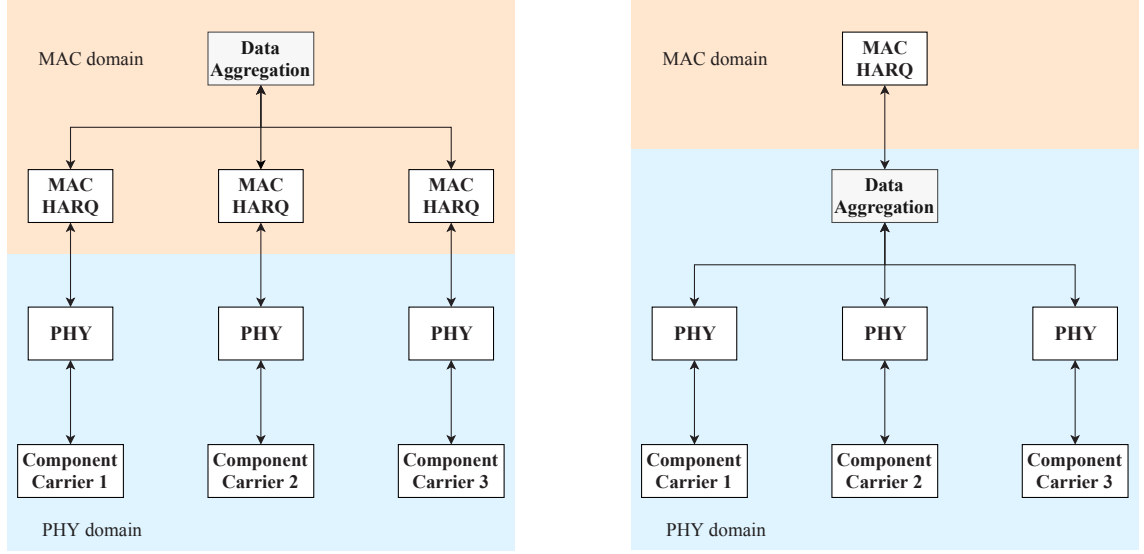 MAC domain
Data
Aggregation
MAC
HARQ
MAC
HARQ
MAC
HARQ
PHY
PHY
PHY
Component
Carrier 1
Component
Carrier 2
Component
Carrier 3
PHY domain
MAC domain
MAC
HARQ
Data
Aggregation
PHY
PHY
PHY
Component
Carrier 1
Component
Carrier 2
Component
Carrier 3
PHY domain